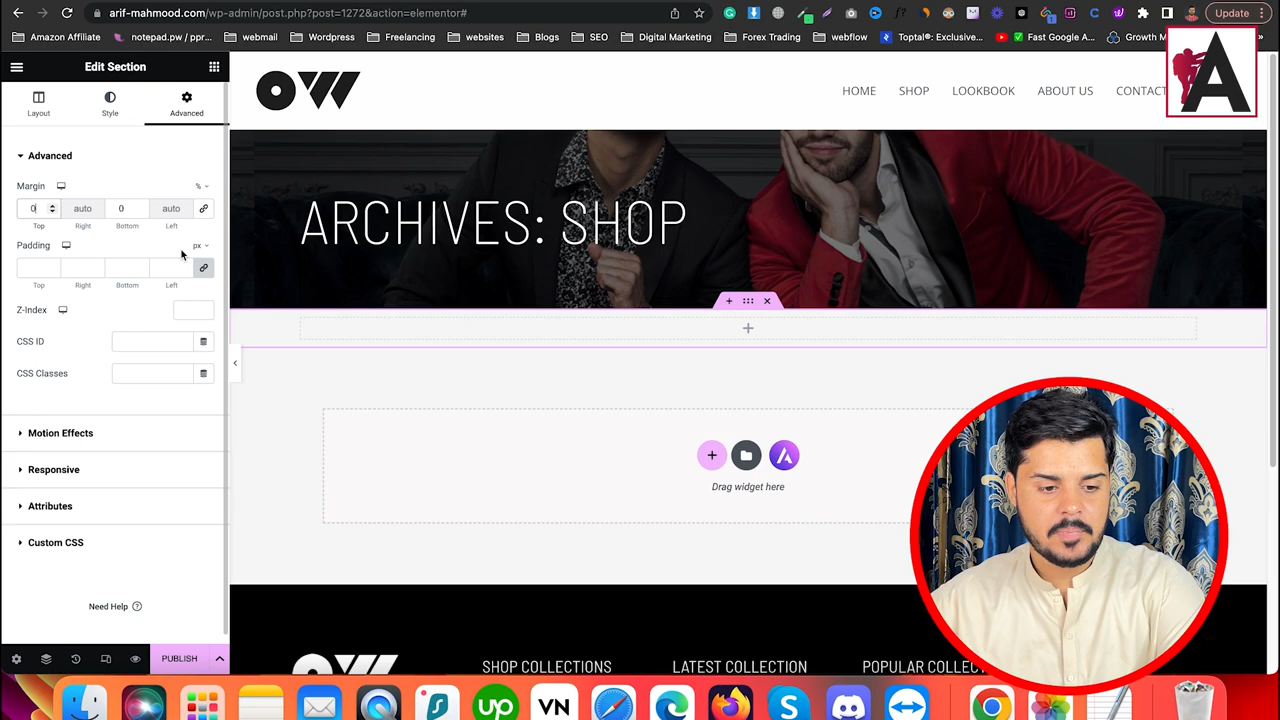 arif-mahmood.com/wp-admin/post.php?post=1272&action=elementor#
Update
Amazon Affiliate
notepad.pw / ppr...
webmail
Wordpress
Freelancing
websites
Blogs
SEO
Digital Marketing
Forex Trading
webflow
Toptal®: Exclusive...
Fast Google A...
Growth M
A
Edit Section
OW
HOME
SHOP
LOOKBOOK
ABOUT US
CONTACT
Layout
Style
Advanced
Advanced
Margin
%
0
auto
0
auto
Top
Right
Bottom
Left
Padding
px
Top
Right
Bottom
Left
Z-Index
CSS ID
CSS Classes
Motion Effects
Responsive
Attributes
Custom CSS
Need Help
PUBLISH
ARCHIVES: SHOP
Drag widget here
SHOP COLLECTIONS
LATEST COLLECTION
POPULAR COLLEC
up
VN